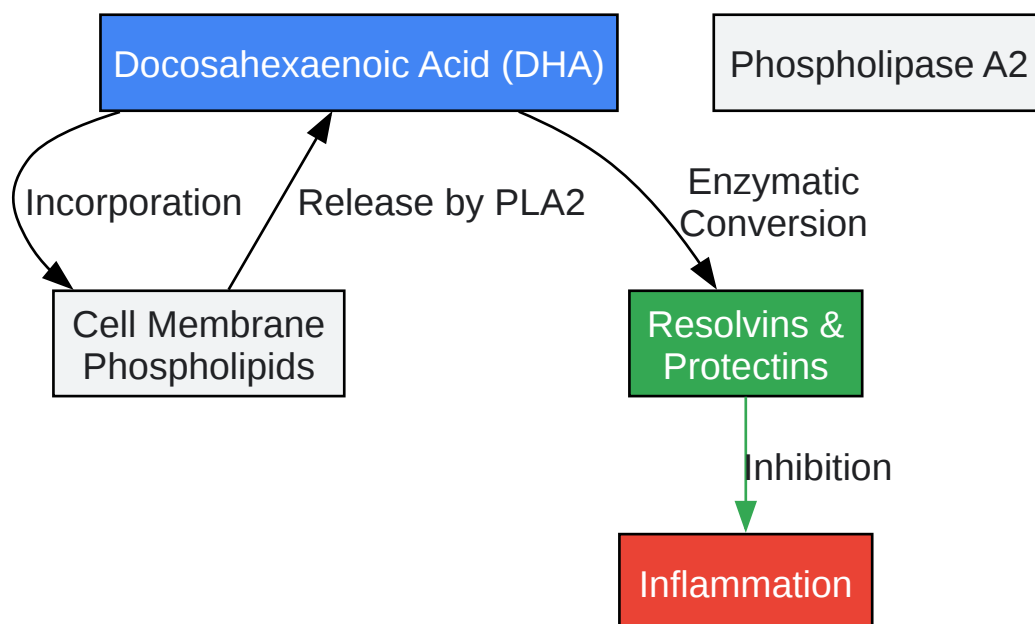 Docosahexaenoic Acid (DHA)
Phospholipase A2
Incorporation
Release by PLA2
Enzymatic
Conversion
Cell Membrane
Phospholipids
Resolvins &
Protectins
Inhibition
Inflammation